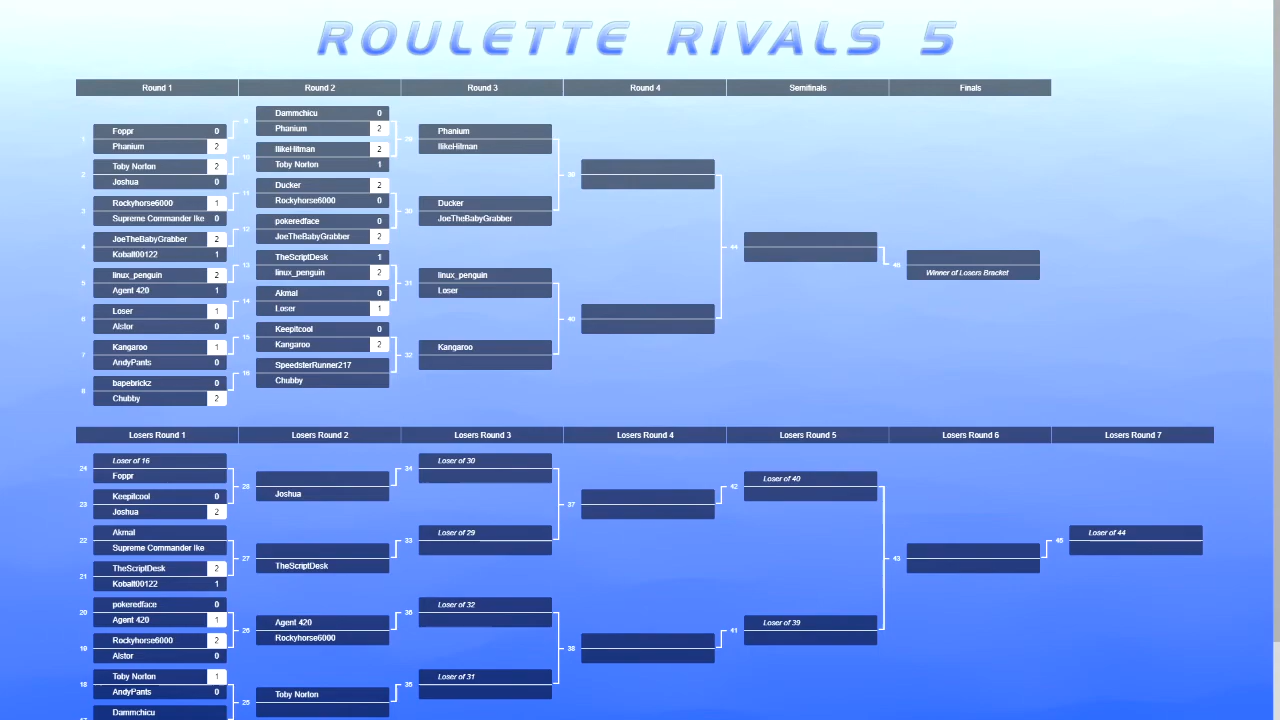 ROULETTE RIVALS 5
Round 1 Round 2 Round 3 Round 4 Semifinals Finals
1
Foppr 0
Phanium 2
2
Toby Norton 2
Joshua 0
3
Rockyhorse6000 1
Supreme Commander Ike 0
4
JoeTheBabyGrabber 2
Kobalt00122 1
5
linux_penguin 2
Agent 420 1
6
Loser 1
Alstor 0
7
Kangaroo 1
AndyPants 0
8
bapebrickz 0
Chubby 2
9
Dammchicu 0
Phanium 2
10
IlikeHitman 2
Toby Norton 1
11
Ducker 2
Rockyhorse6000 0
12
pokeredface 0
JoeTheBabyGrabber 2
13
TheScriptDesk 1
linux_penguin 2
14
Akmal 0
Loser 1
15
Keepitcool 0
Kangaroo 2
16
SpeedsterRunner217
Chubby
29
Phanium
IlikeHitman
30
Ducker
JoeTheBabyGrabber
31
linux_penguin
Loser
32
Kangaroo
39
40
44
46
Winner of Losers Bracket
Losers Round 1 Losers Round 2 Losers Round 3 Losers Round 4 Losers Round 5 Losers Round 6 Losers Round 7
24
Loser of 16
Foppr
23
Keepitcool 0
Joshua 2
22
Akmal
Supreme Commander Ike
21
TheScriptDesk 2
Kobalt00122 1
20
pokeredface 0
Agent 420 1
19
Rockyhorse6000 2
Alstor 0
18
Toby Norton 1
AndyPants 0
Dammchicu
28
Joshua
27
TheScriptDesk
26
Agent 420
Rockyhorse6000
25
Toby Norton
34
Loser of 30
33
Loser of 29
36
Loser of 32
35
Loser of 31
37
38
42
Loser of 40
41
Loser of 39
43
45
Loser of 44